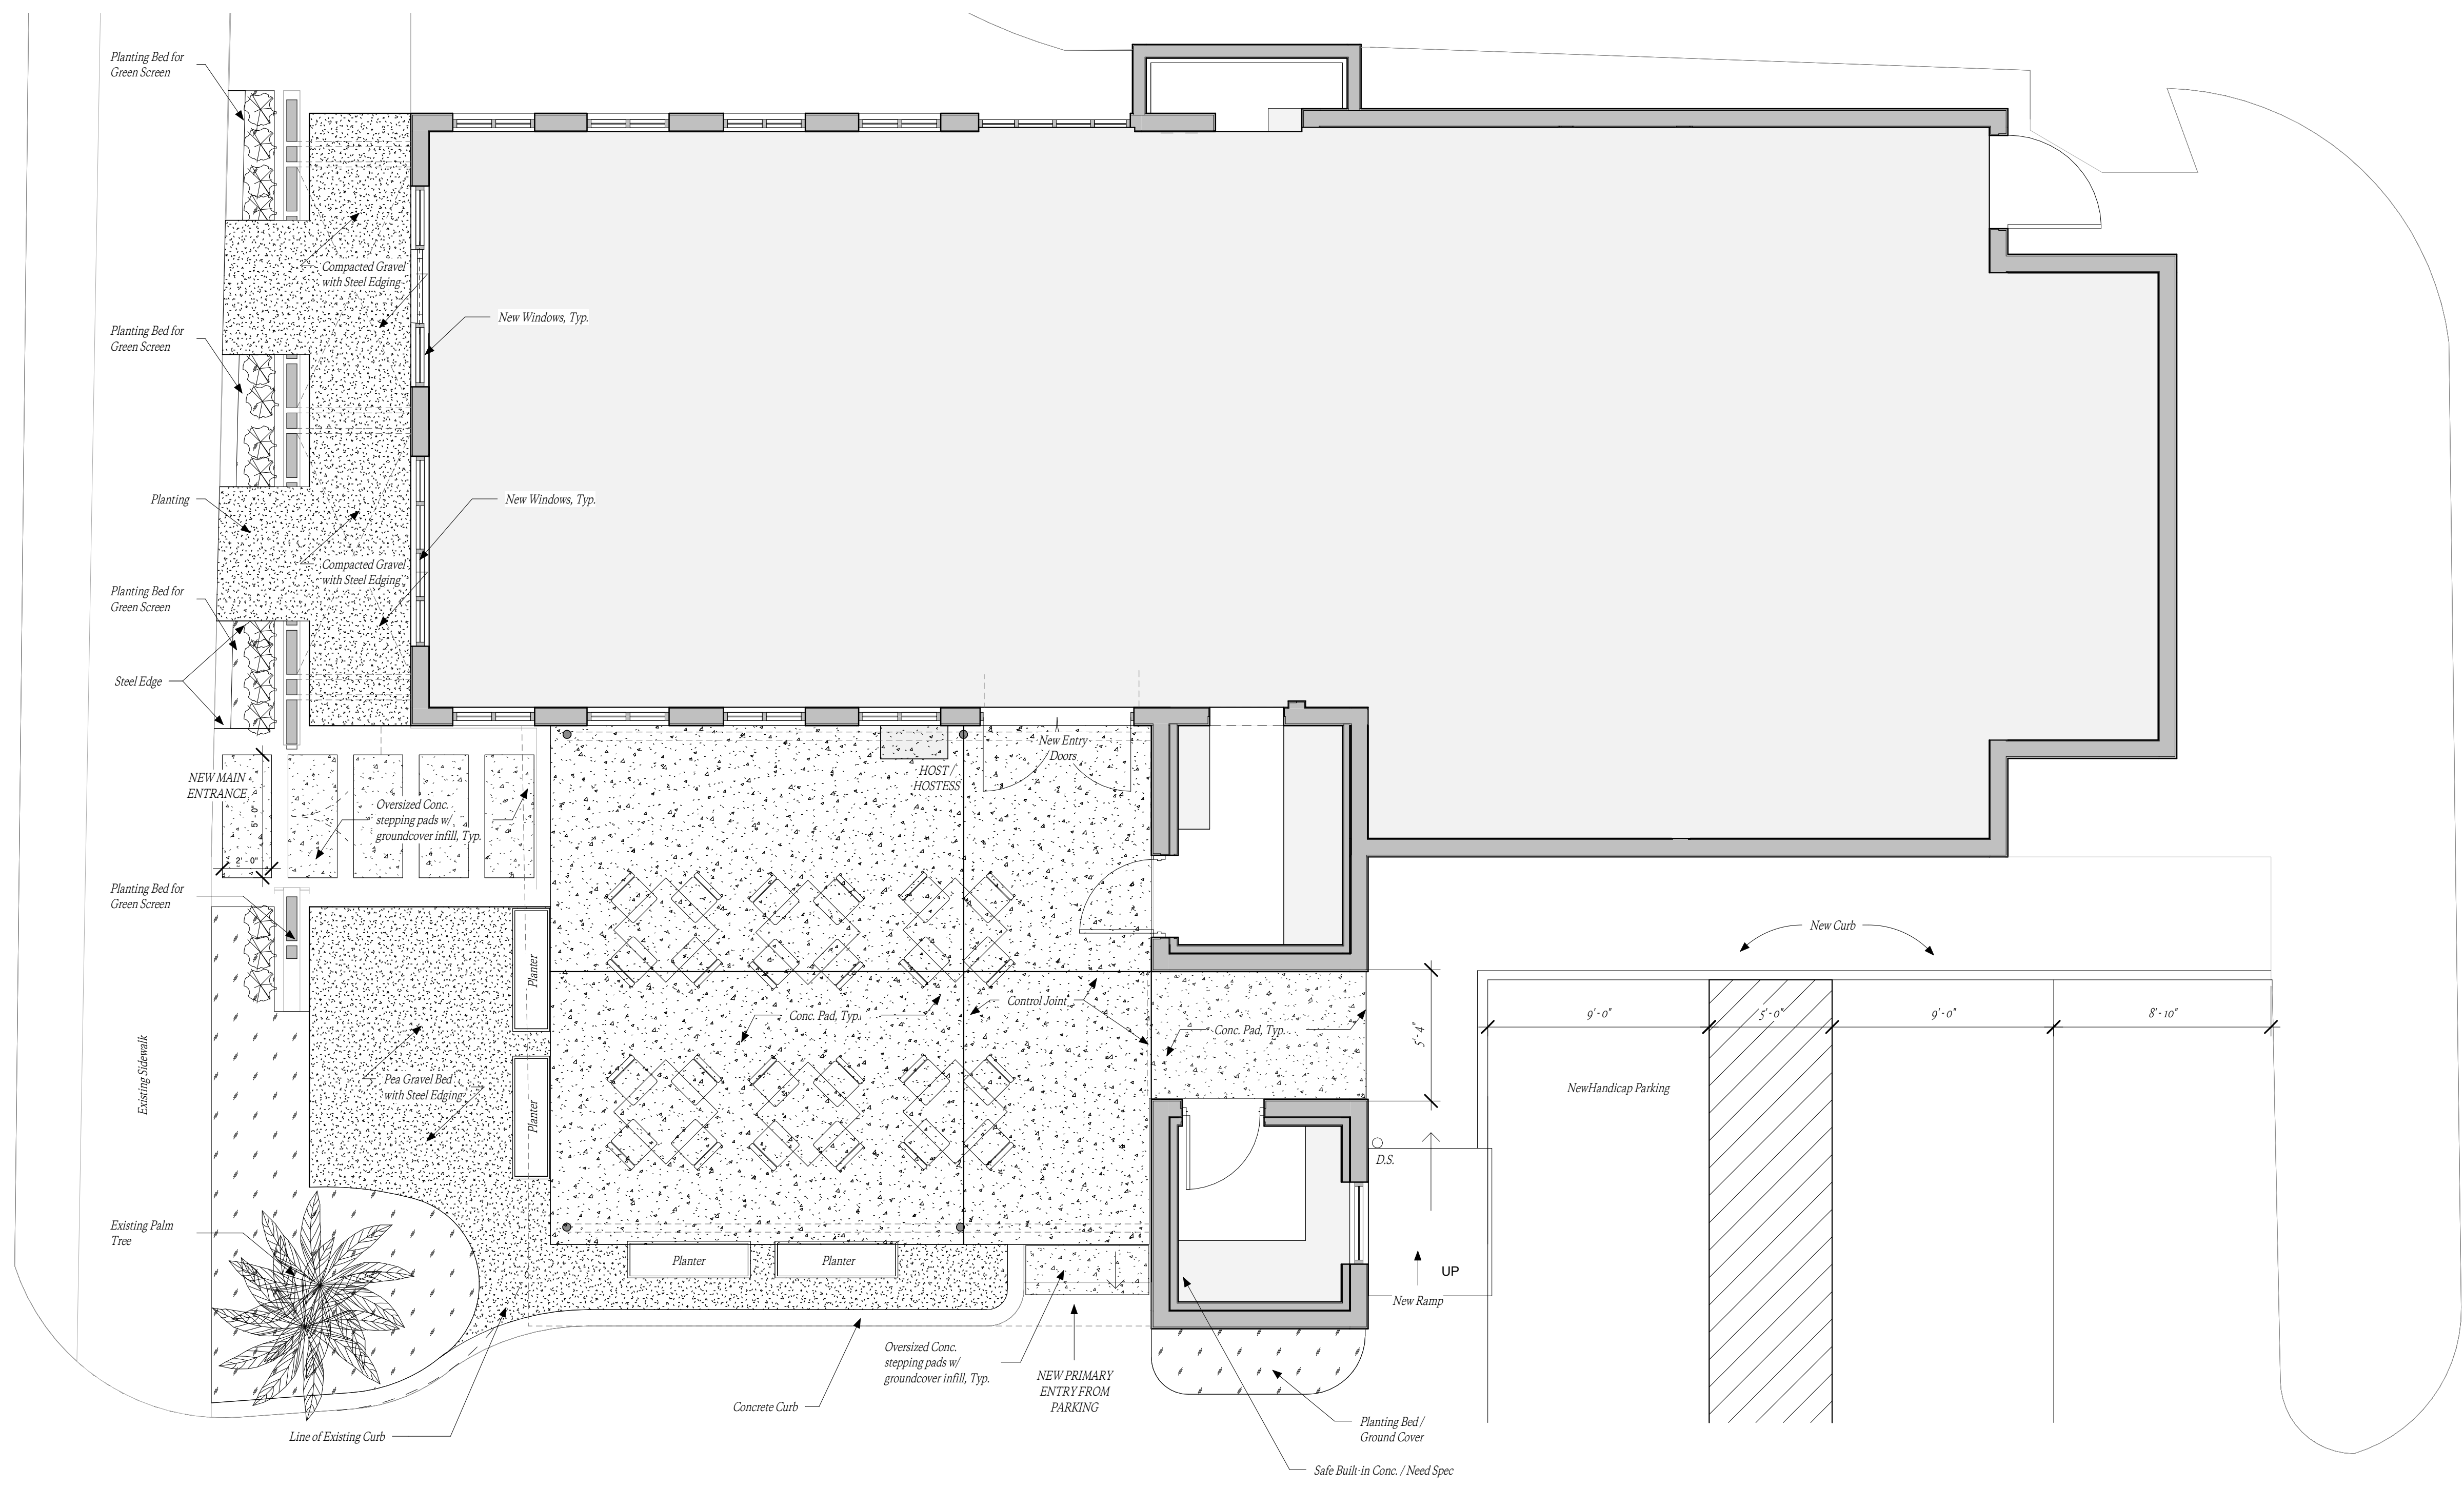 Planting Bed for
Green Screen
Compacted Gravel
with Steel Edging
New Windows, Typ.
Planting Bed for
Green Screen
Planting
New Windows, Typ.
Compacted Gravel
with Steel Edging
Planting Bed for
Green Screen
Steel Edge
New Entry
Doors
HOST /
HOSTESS
NEW MAIN
ENTRANCE
5' - 0"
Oversized Conc.
stepping pads w/
groundcover infill, Typ.
2' - 0"
Planting Bed for
Green Screen
New Curb
Planter
Control Joint
Conc. Pad, Typ.
Conc. Pad, Typ.
5' - 4"
9' - 0"
5' - 0"
9' - 0"
8' - 10"
Existing Sidewalk
Pea Gravel Bed
with Steel Edging
Planter
NewHandicap Parking
D.S.
Existing Palm
Tree
Planter
Planter
UP
New Ramp
Oversized Conc.
stepping pads w/
groundcover infill, Typ.
NEW PRIMARY
ENTRY FROM
PARKING
Concrete Curb
Line of Existing Curb
Planting Bed /
Ground Cover
Safe Built-in Conc. / Need Spec